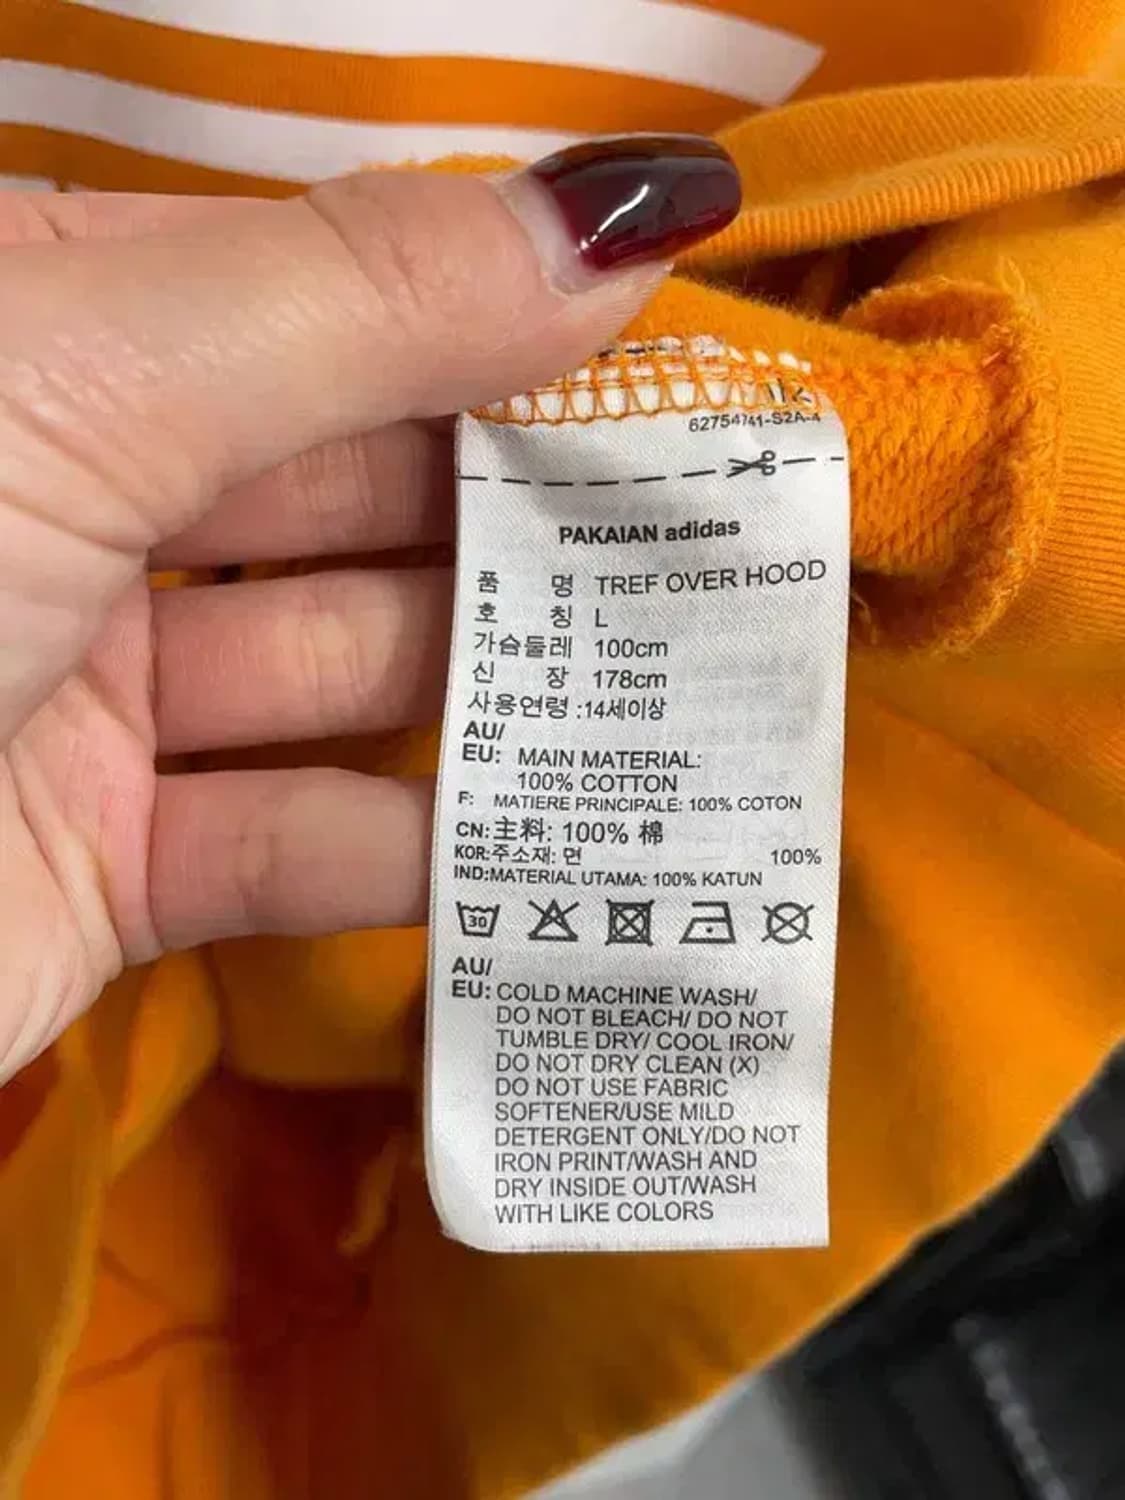 1/2
62754741-S2A-4
PAKAIAN adidas
품 명 TREF OVER HOOD
호 칭 L
가슴둘레 100cm
신 장 178cm
사용연령 :14세이상
AU/
EU: MAIN MATERIAL:
100% COTTON
F: MATIERE PRINCIPALE: 100% COTON
CN:主料: 100% 棉
KOR:주소재: 면 100%
IND:MATERIAL UTAMA: 100% KATUN
30
AU/
EU: COLD MACHINE WASH/
DO NOT BLEACH/ DO NOT
TUMBLE DRY/ COOL IRON/
DO NOT DRY CLEAN (X)
DO NOT USE FABRIC
SOFTENER/USE MILD
DETERGENT ONLY/DO NOT
IRON PRINT/WASH AND
DRY INSIDE OUT/WASH
WITH LIKE COLORS